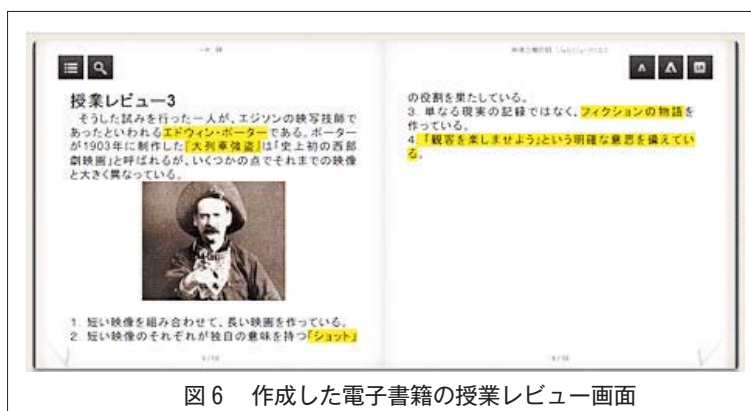 授業レビュー3
そうした試みを行った一人が、エジソンの映写技師で
あったといわれるエドウィン・ポーターである。ポーター
が1903年に制作した『大列車強盗』は「史上初の西部
劇映画」と呼ばれるが、いくつかの点でそれまでの映像
と大きく異なっている。
1. 短い映像を組み合わせて、長い映画を作っている。
2. 短い映像のそれぞれが独自の意味を持つ「ショット」
の役割を果たしている。
3. 単なる現実の記録ではなく、フィクションの物語を
作っている。
4. 「観客を楽しませよう」という明確な意思を備えてい
る。
図6 作成した電子書籍の授業レビュー画面